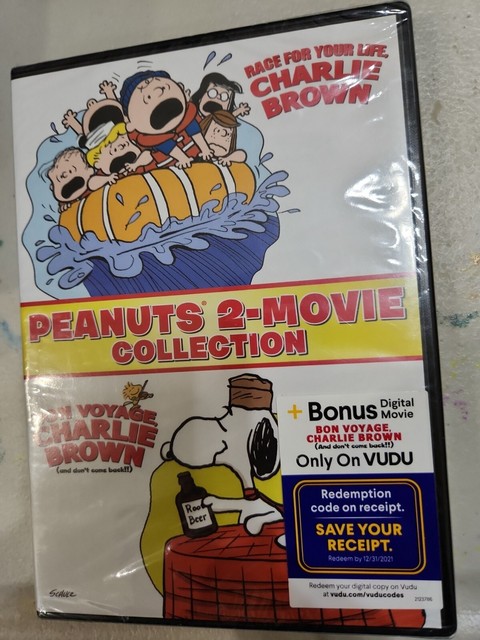 RACE FOR YOUR LIFE,
CHARLIE
BROWN
PEANUTS® 2-MOVIE
COLLECTION
BON VOYAGE
CHARLIE
BROWN
(and don't come back!!)
Root
Beer
SCHULZ
+ Bonus Digital Movie
BON VOYAGE,
CHARLIE BROWN
(And don't come back!!)
Only On VUDU
Redemption
code on receipt.
SAVE YOUR
RECEIPT.
Redeem by 12/31/2021
Redeem your digital copy on Vudu
at vudu.com/vuducodes